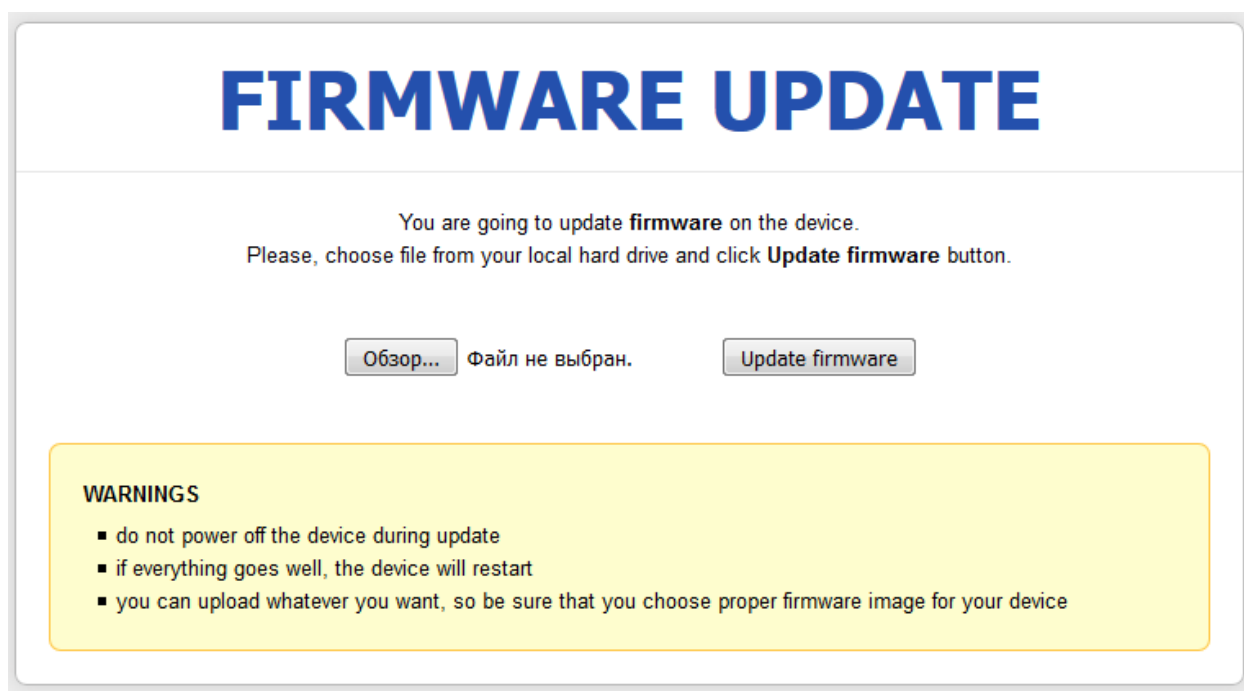 FIRMWARE UPDATE
You are going to update firmware on the device.
Please, choose file from your local hard drive and click Update firmware button.
Обзор... Файл не выбран. Update firmware
WARNINGS
▪ do not power off the device during update
▪ if everything goes well, the device will restart
▪ you can upload whatever you want, so be sure that you choose proper firmware image for your device